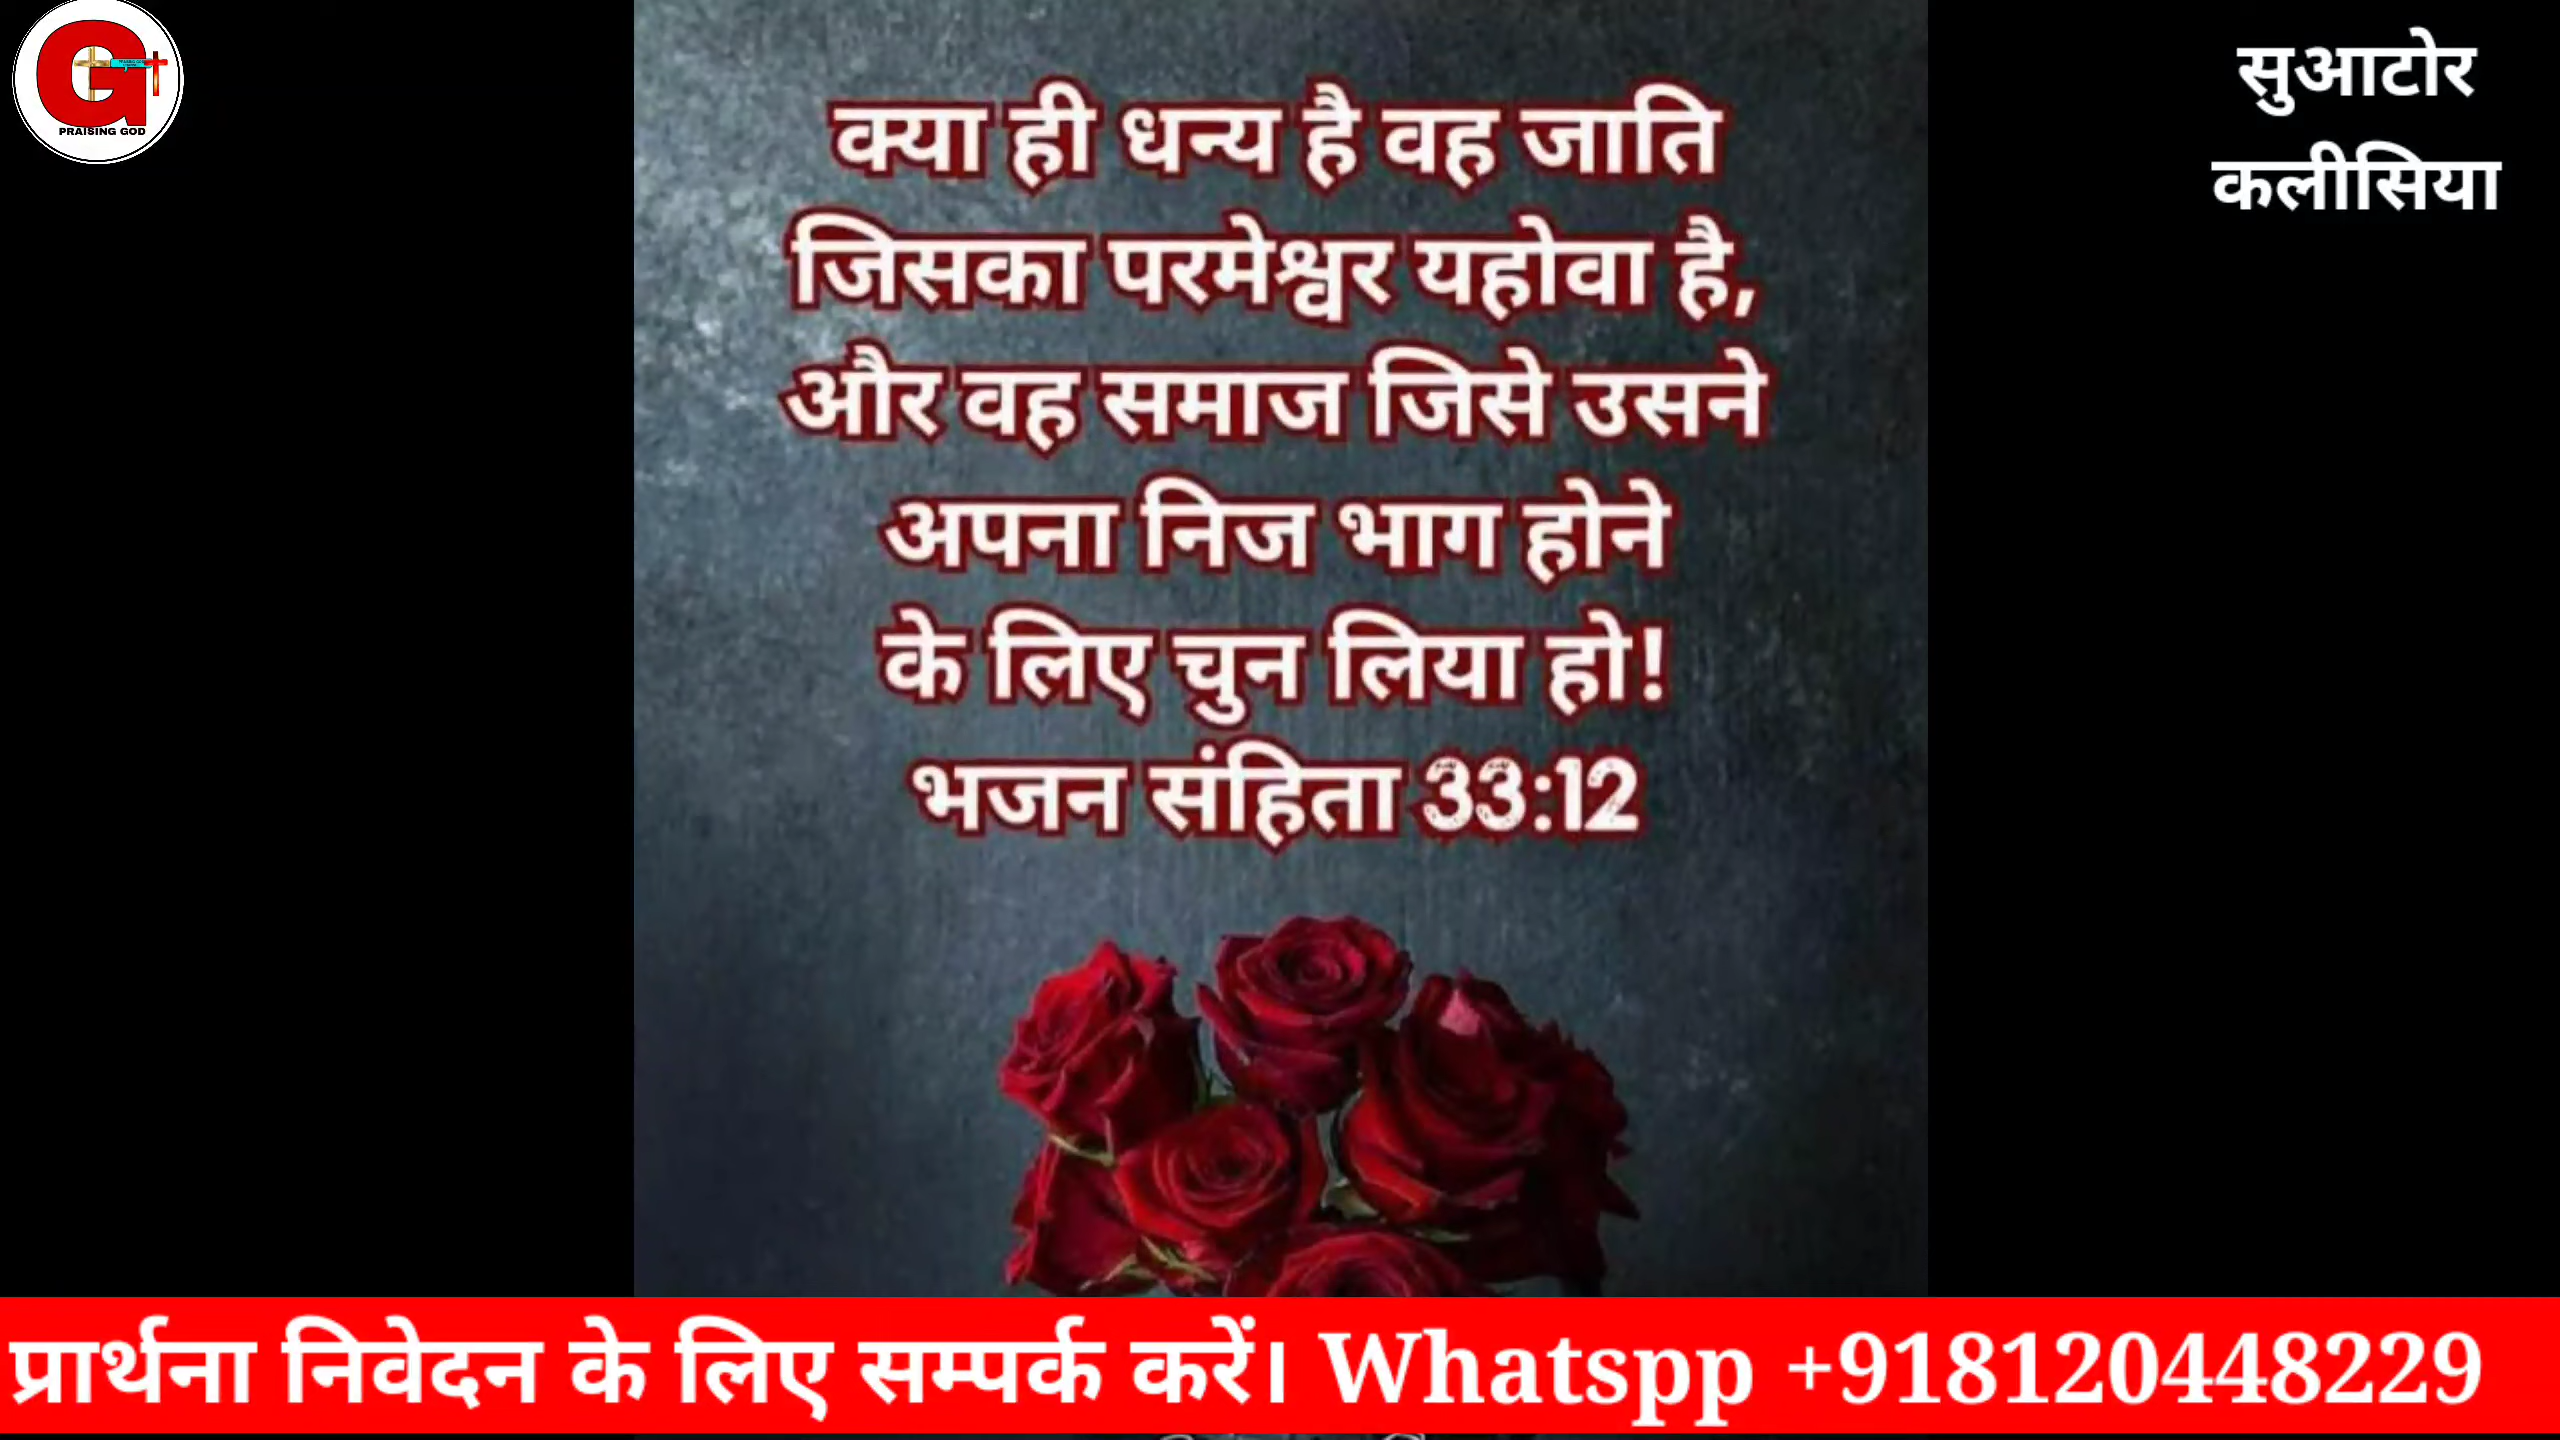 PRAISING GOD
सुआटोर
कलीसिया
क्या ही धन्य है वह जाति
जिसका परमेश्वर यहोवा है,
और वह समाज जिसे उसने
अपना निज भाग होने
के लिए चुन लिया हो!
भजन संहिता 33:12
प्रार्थना निवेदन के लिए सम्पर्क करें। Whatspp +918120448229